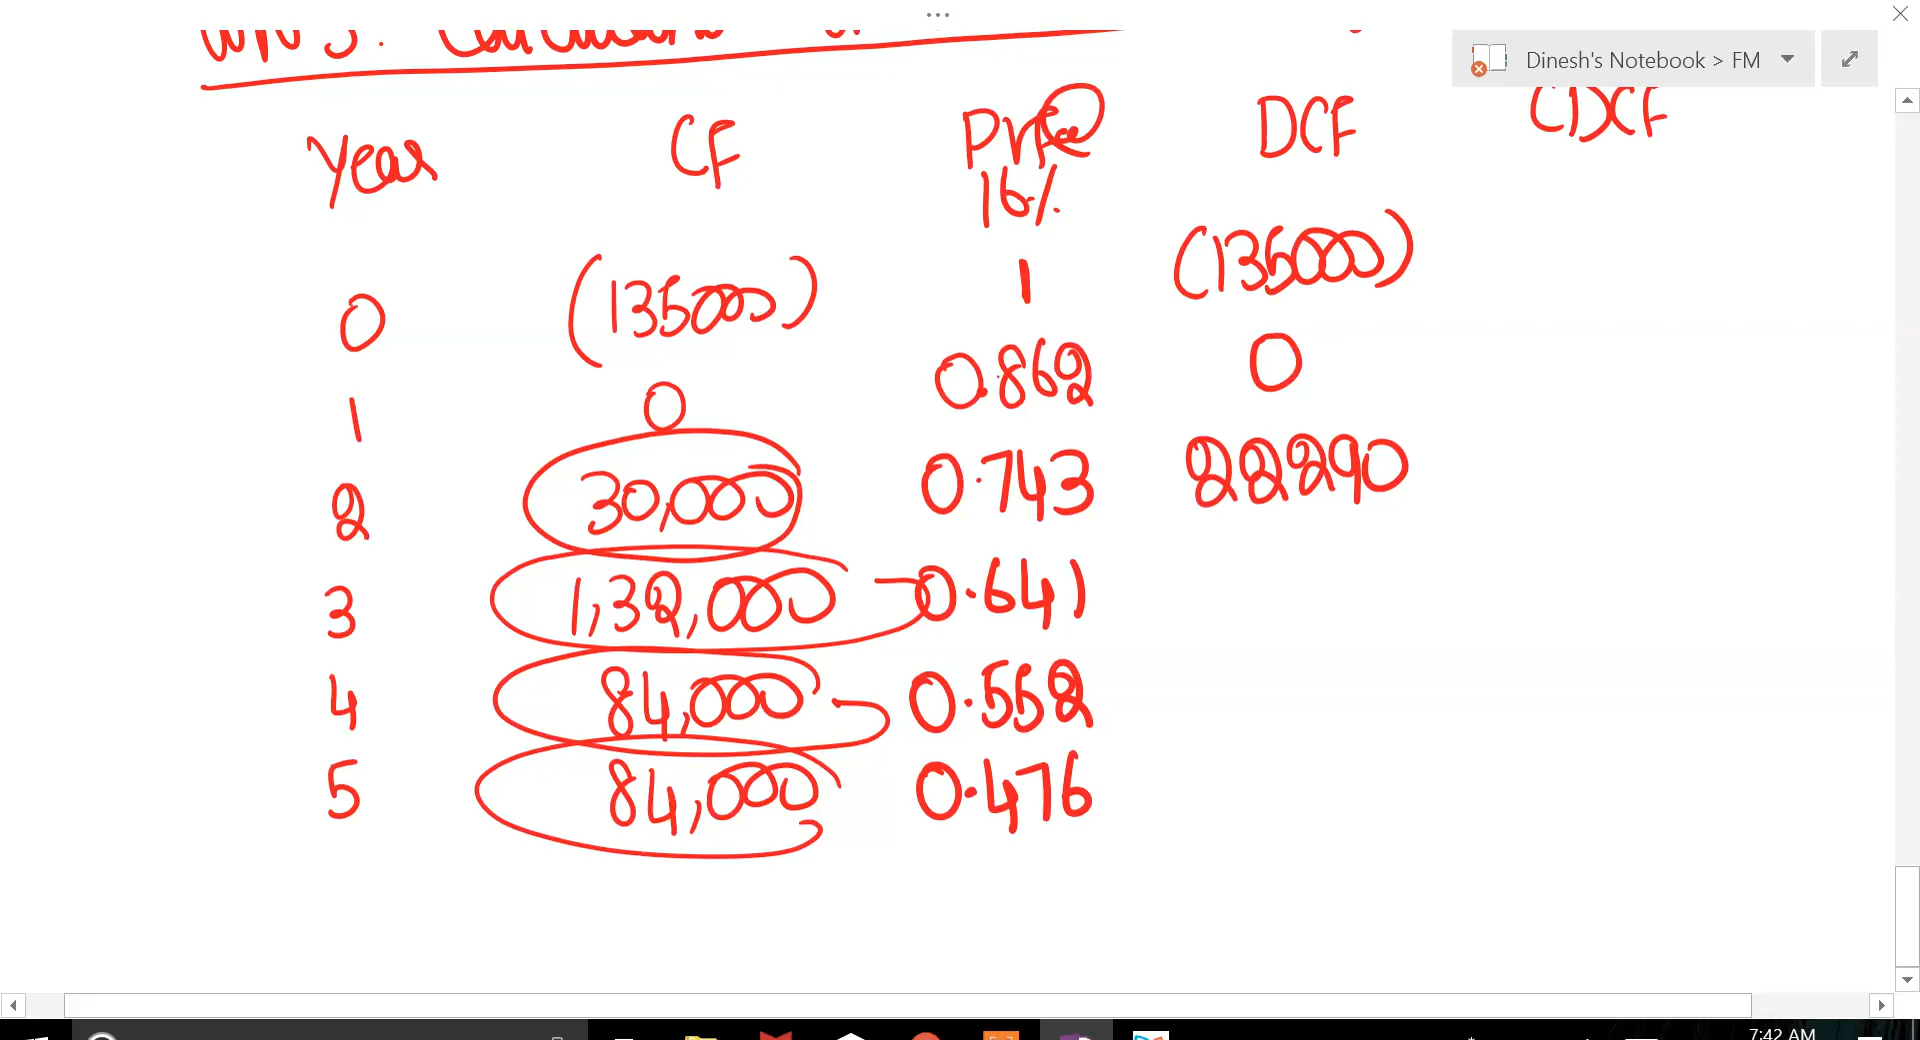 Dinesh's Notebook > FM
Year CF PVF DCF CDCF
16%
0 (135000) 1 (135000)
1 0 0.862 0
2 30,000 0.743 22290
3 1,32,000 0.641
4 84,000 0.552
5 84,000 0.476
7:42 AM